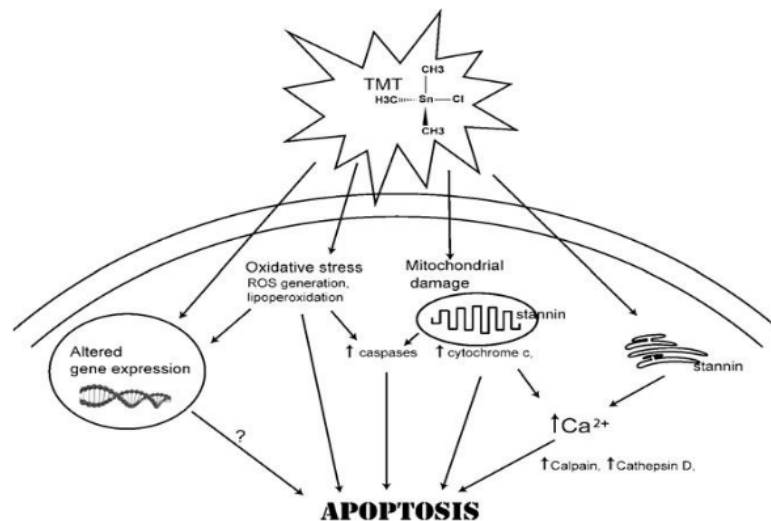 TMT
CH3
H3C Sn Cl
CH3
Oxidative stress
ROS generation,
lipoperoxidation
Mitochondrial
damage
stannin
Altered
gene expression
↑ caspases
↑ cytochrome c,
stannin
↑Ca²⁺
?
↑Calpain, ↑Cathepsin D,
APOPTOSIS